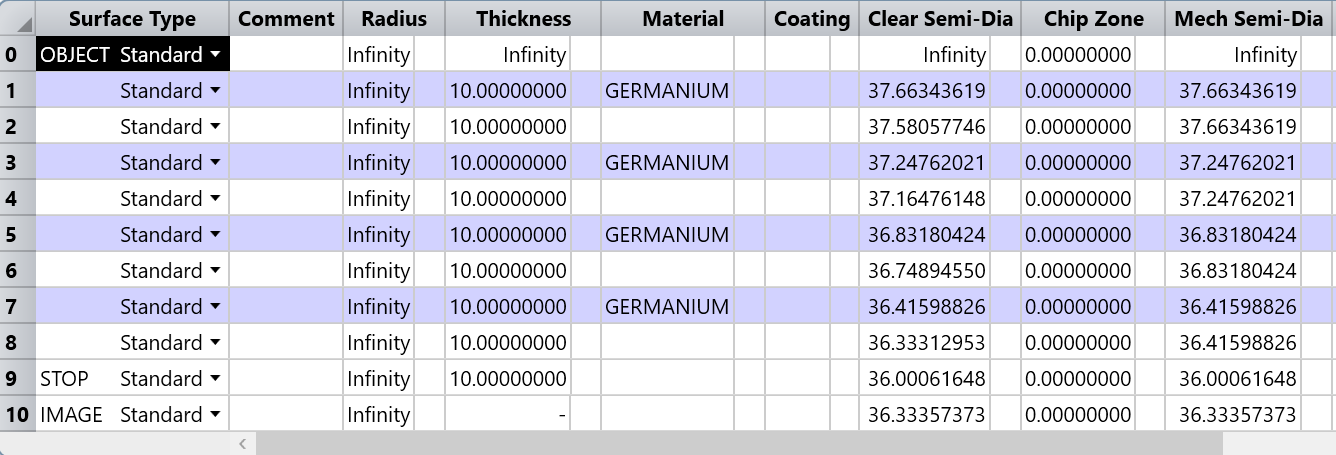 Surface Type Comment Radius Thickness Material Coating Clear Semi-Dia Chip Zone Mech Semi-Dia
0 OBJECT Standard Infinity Infinity Infinity 0.00000000 Infinity
1 Standard Infinity 10.00000000 GERMANIUM 37.66343619 0.00000000 37.66343619
2 Standard Infinity 10.00000000 37.58057746 0.00000000 37.66343619
3 Standard Infinity 10.00000000 GERMANIUM 37.24762021 0.00000000 37.24762021
4 Standard Infinity 10.00000000 37.16476148 0.00000000 37.24762021
5 Standard Infinity 10.00000000 GERMANIUM 36.83180424 0.00000000 36.83180424
6 Standard Infinity 10.00000000 36.74894550 0.00000000 36.83180424
7 Standard Infinity 10.00000000 GERMANIUM 36.41598826 0.00000000 36.41598826
8 Standard Infinity 10.00000000 36.33312953 0.00000000 36.41598826
9 STOP Standard Infinity 10.00000000 36.00061648 0.00000000 36.00061648
10 IMAGE Standard Infinity - 36.33357373 0.00000000 36.33357373